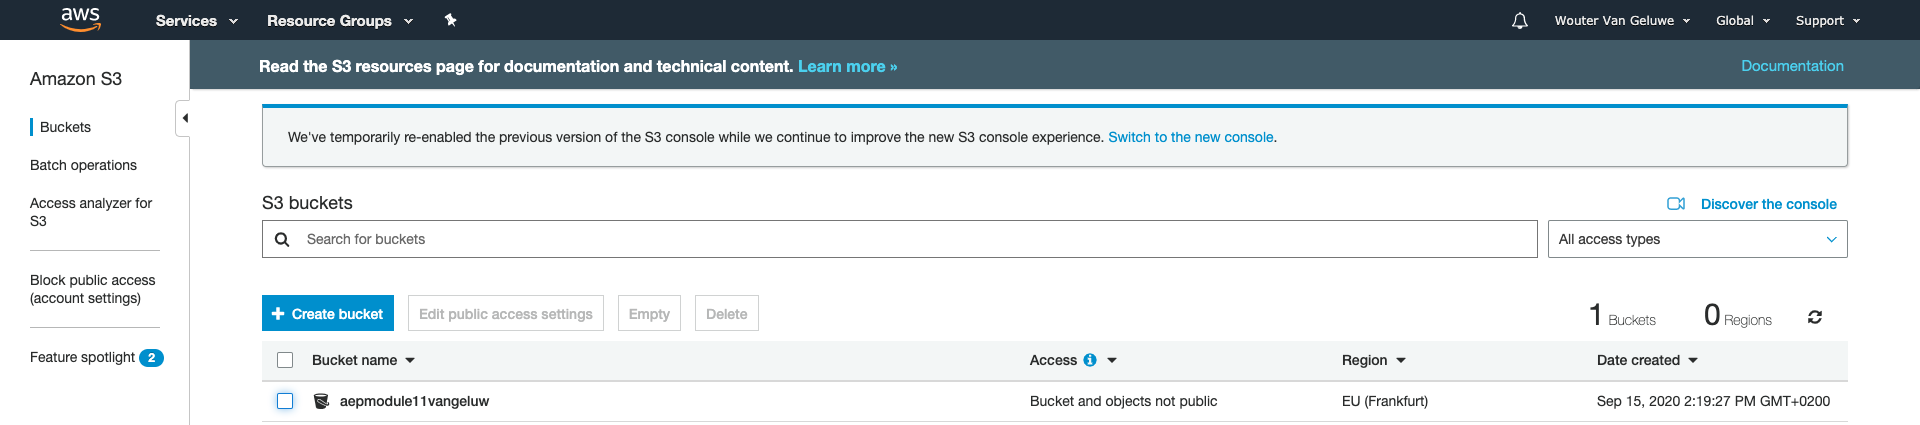 aws Services Resource Groups Wouter Van Geluwe Global Support
Amazon S3
Buckets
Batch operations
Access analyzer for
S3
Block public access
(account settings)
Feature spotlight 2
Read the S3 resources page for documentation and technical content. Learn more » Documentation
We've temporarily re-enabled the previous version of the S3 console while we continue to improve the new S3 console experience. Switch to the new console.
S3 buckets Discover the console
Search for buckets All access types
+ Create bucket Edit public access settings Empty Delete 1 Buckets 0 Regions
Bucket name Access Region Date created
aepmodule11vangeluw Bucket and objects not public EU (Frankfurt) Sep 15, 2020 2:19:27 PM GMT+0200